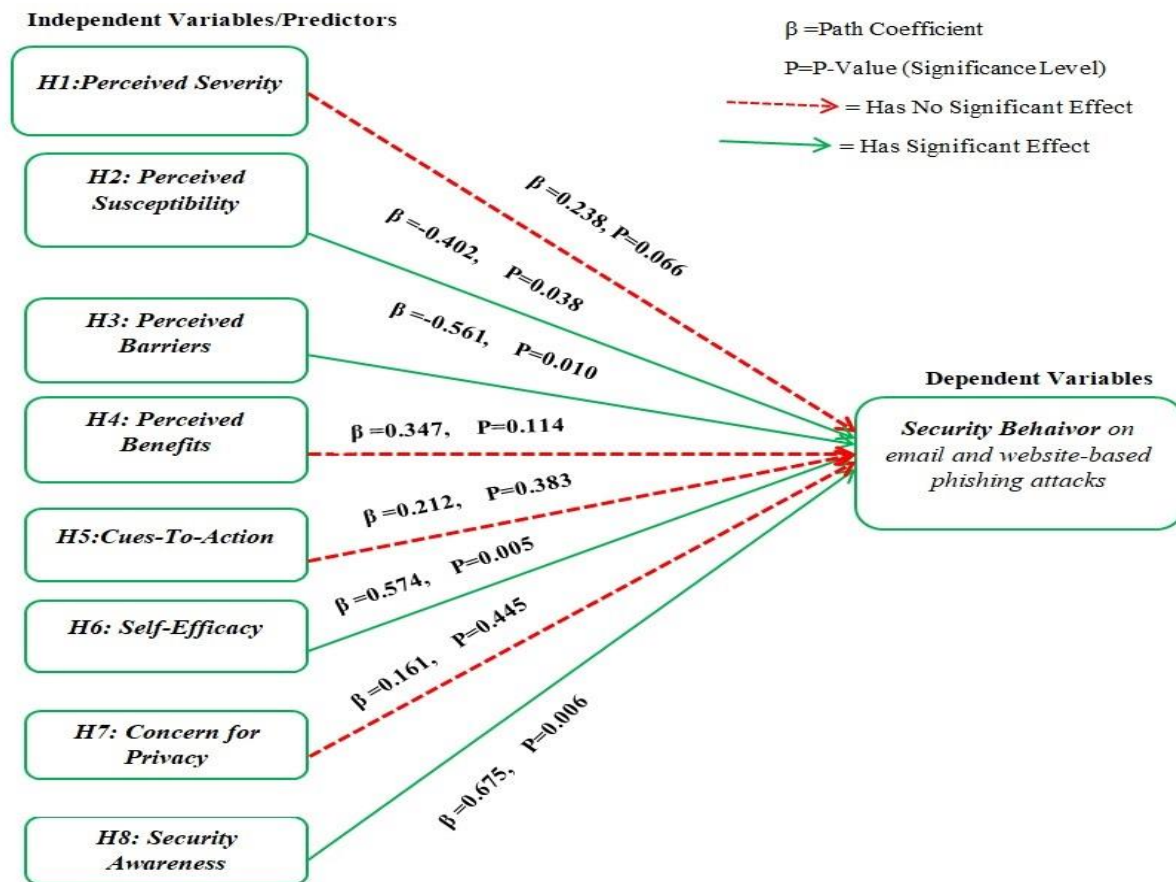 Independent Variables/Predictors
β =Path Coefficient
P=P-Value (Significance Level)
= Has No Significant Effect
= Has Significant Effect
H1:Perceived Severity
H2: Perceived
Susceptibility
H3: Perceived
Barriers
H4: Perceived
Benefits
H5:Cues-To-Action
H6: Self-Efficacy
H7: Concern for
Privacy
H8: Security
Awareness
β =0.238, P=0.066
β =-0.402, P=0.038
β =-0.561, P=0.010
β =0.347, P=0.114
β =0.212, P=0.383
β =0.574, P=0.005
β =0.161, P=0.445
β =0.675, P=0.006
Dependent Variables
Security Behaivor on
email and website-based
phishing attacks